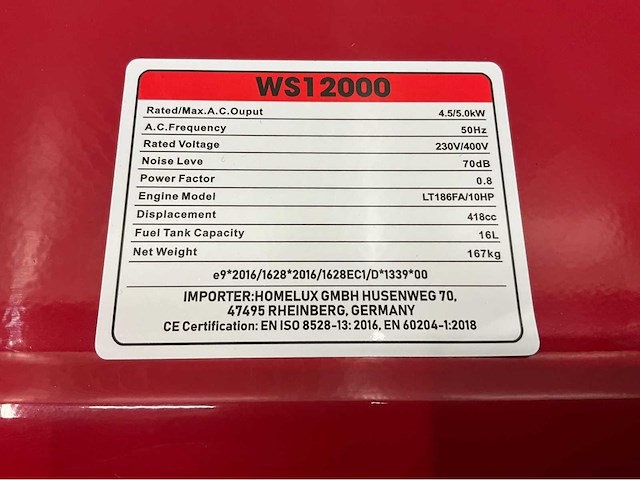 WS12000
Rated/Max.A.C.Ouput 4.5/5.0kW
A.C.Frequency 50Hz
Rated Voltage 230V/400V
Noise Leve 70dB
Power Factor 0.8
Engine Model LT186FA/10HP
Displacement 418cc
Fuel Tank Capacity 16L
Net Weight 167kg
e9*2016/1628*2016/1628EC1/D*1339*00
IMPORTER:HOMELUX GMBH HUSENWEG 70,
47495 RHEINBERG, GERMANY
CE Certification: EN ISO 8528-13: 2016, EN 60204-1:2018